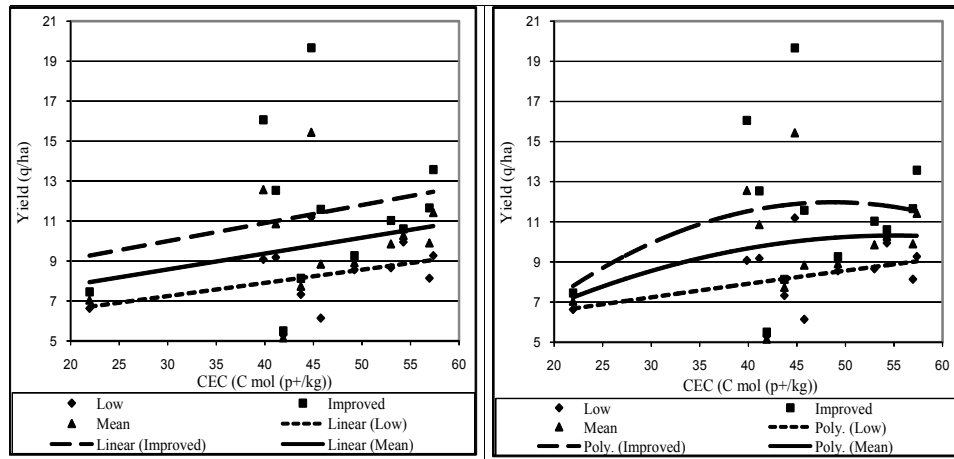 21
19
17
15
13
11
9
7
5
Yield (q/ha)
20 25 30 35 40 45 50 55 60
CEC (C mol (p+/kg))
Low Improved
Mean Linear (Low)
Linear (Improved) Linear (Mean)
21
19
17
15
13
11
9
7
5
Yield (q/ha)
20 25 30 35 40 45 50 55 60
CEC (C mol (p+/kg))
Low Improved
Mean Poly. (Low)
Poly. (Improved) Poly. (Mean)